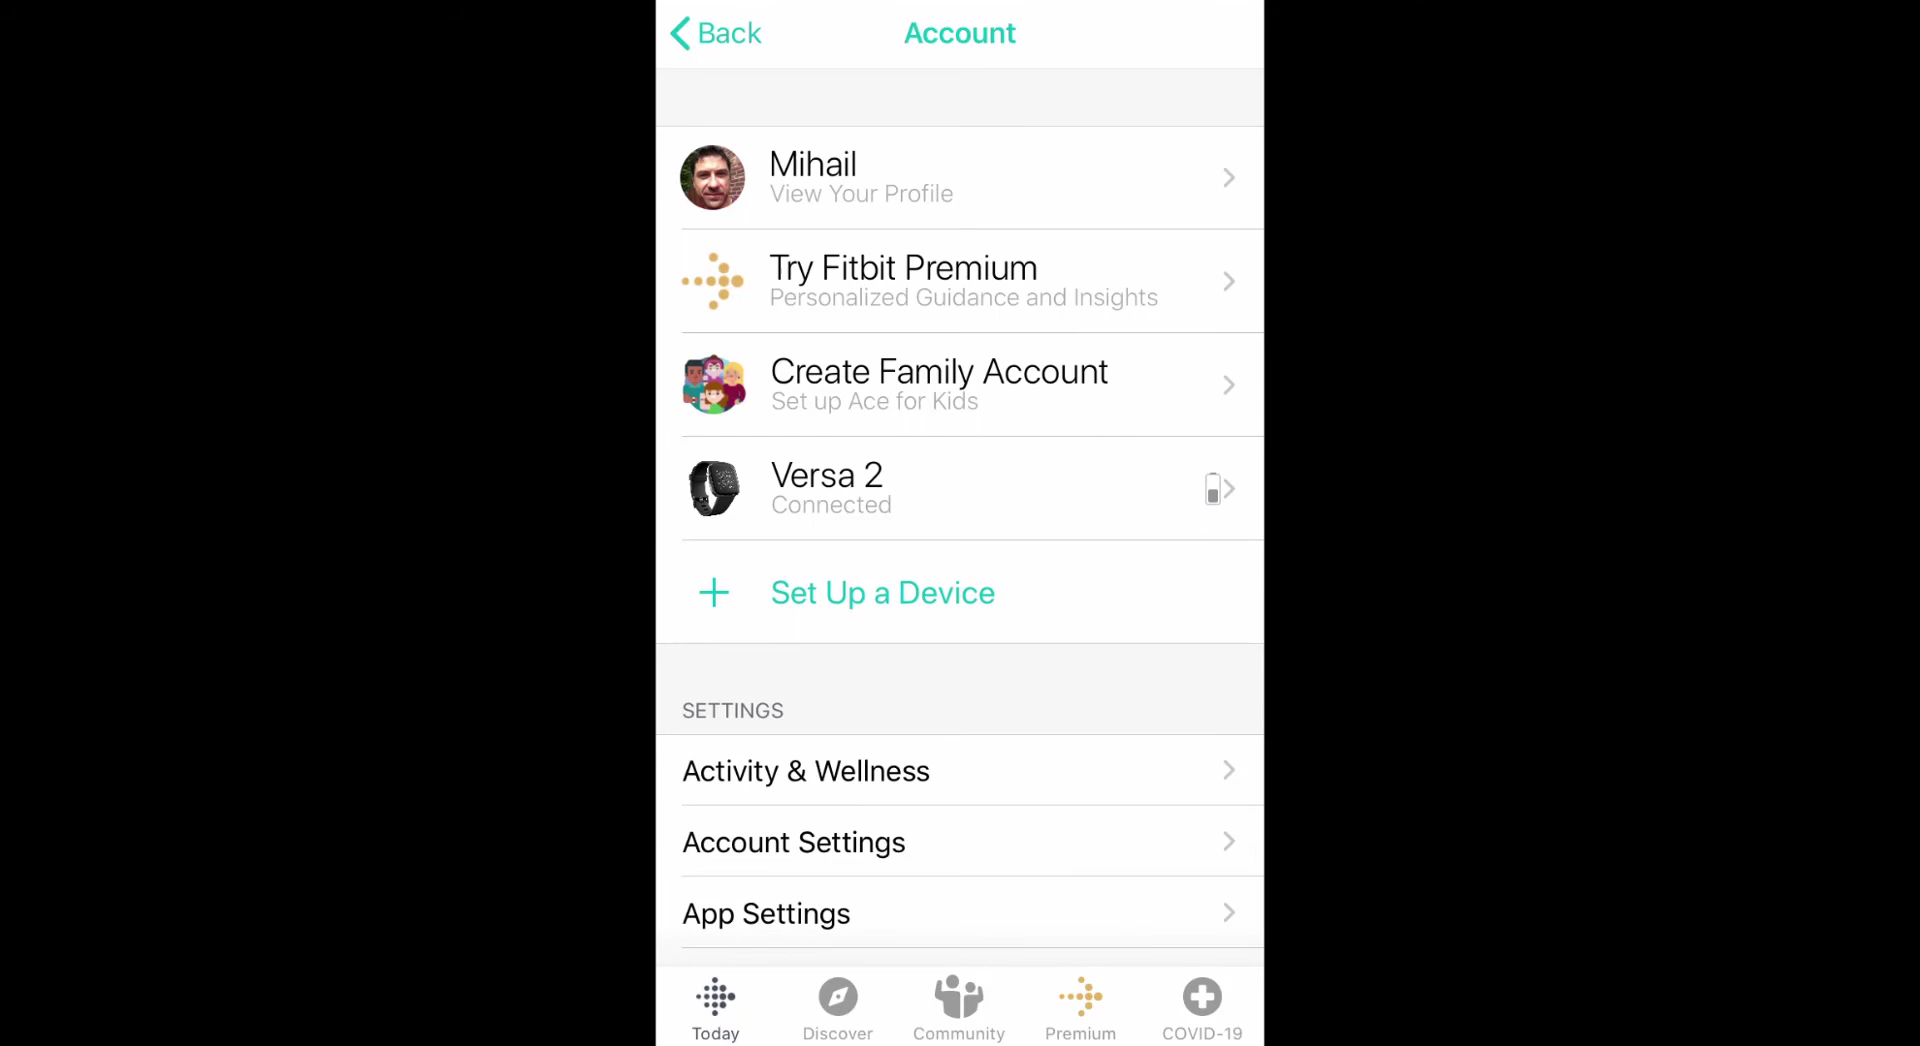 Back
Account
Mihail
View Your Profile
Try Fitbit Premium
Personalized Guidance and Insights
Create Family Account
Set up Ace for Kids
Versa 2
Connected
Set Up a Device
SETTINGS
Activity & Wellness
Account Settings
App Settings
Today
Discover
Community
Premium
COVID-19